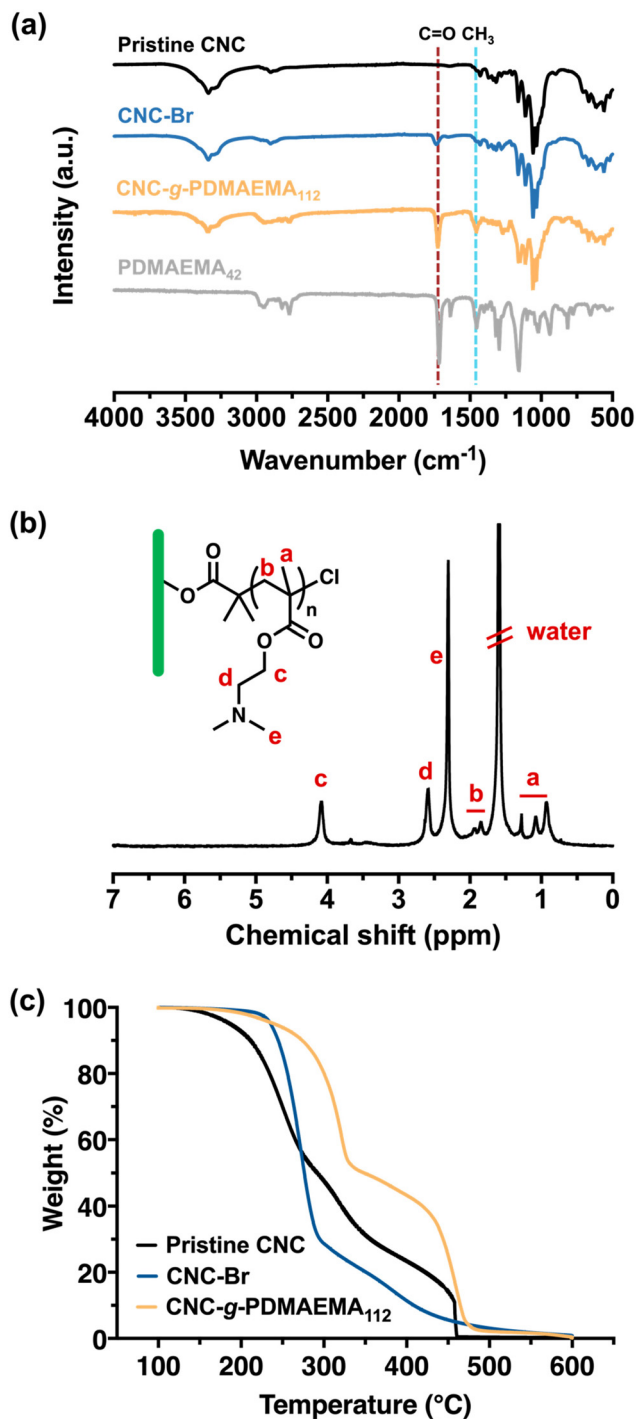 (a)
C=O CH₃
Pristine CNC
CNC-Br
CNC-g-PDMAEMA₁₁₂
PDMAEMA₄₂
Intensity (a.u.)
4000 3500 3000 2500 2000 1500 1000 500
Wavenumber (cm⁻¹)
(b)
a
b
Cl
O
O
n
O
O
d
c
N
e
e
water
c
d
b
a
7 6 5 4 3 2 1 0
Chemical shift (ppm)
(c)
100
80
60
40
20
0
Weight (%)
Pristine CNC
CNC-Br
CNC-g-PDMAEMA₁₁₂
100 200 300 400 500 600
Temperature (°C)